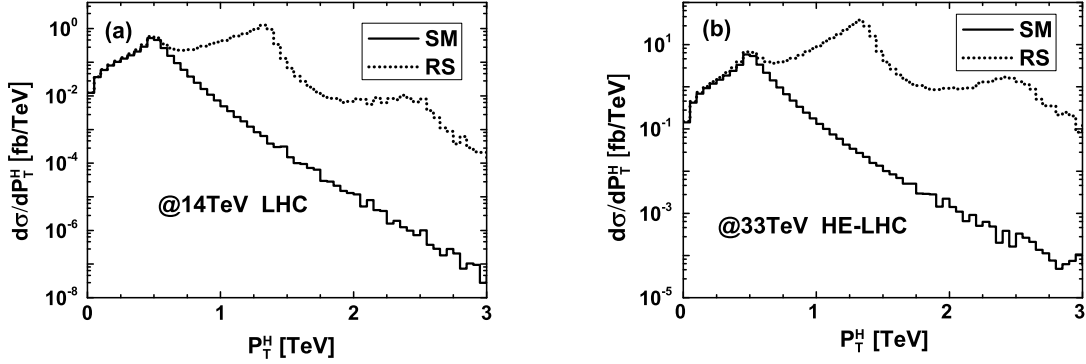 (a)
SM
RS
10^0
10^-2
10^-4
10^-6
10^-8
dσ/dP_T^H [fb/TeV]
@14TeV LHC
0 1 2 3
P_T^H [TeV]
(b)
SM
RS
10^1
10^-1
10^-3
10^-5
dσ/dP_T^H [fb/TeV]
@33TeV HE-LHC
0 1 2 3
P_T^H [TeV]